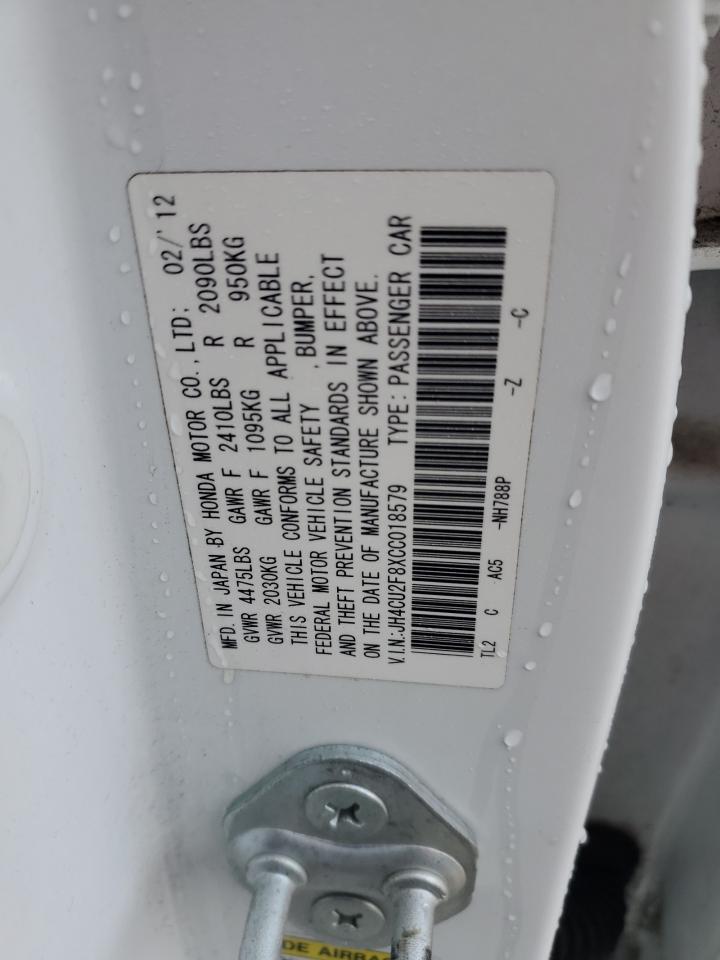 MFD. IN JAPAN BY HONDA MOTOR CO., LTD: 02/'12
GVWR 4475LBS GAWR F 2410LBS R 2090LBS
GVWR 2030KG GAWR F 1095KG R 950KG
THIS VEHICLE CONFORMS TO ALL APPLICABLE
FEDERAL MOTOR VEHICLE SAFETY , BUMPER,
AND THEFT PREVENTION STANDARDS IN EFFECT
ON THE DATE OF MANUFACTURE SHOWN ABOVE.
V.I.N.:JH4CU2F8XCC018579 TYPE: PASSENGER CAR
TL2 C AC5 -NH788P -Z -C
DE AIRBAG